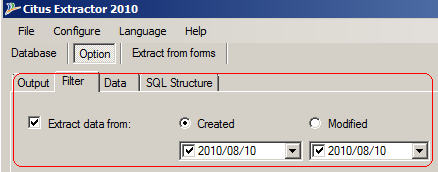 Citus Extractor 2010
File Configure Language Help
Database Option Extract from forms
Output Filter Data SQL Structure
Extract data from: Created Modified
2010/08/10 2010/08/10